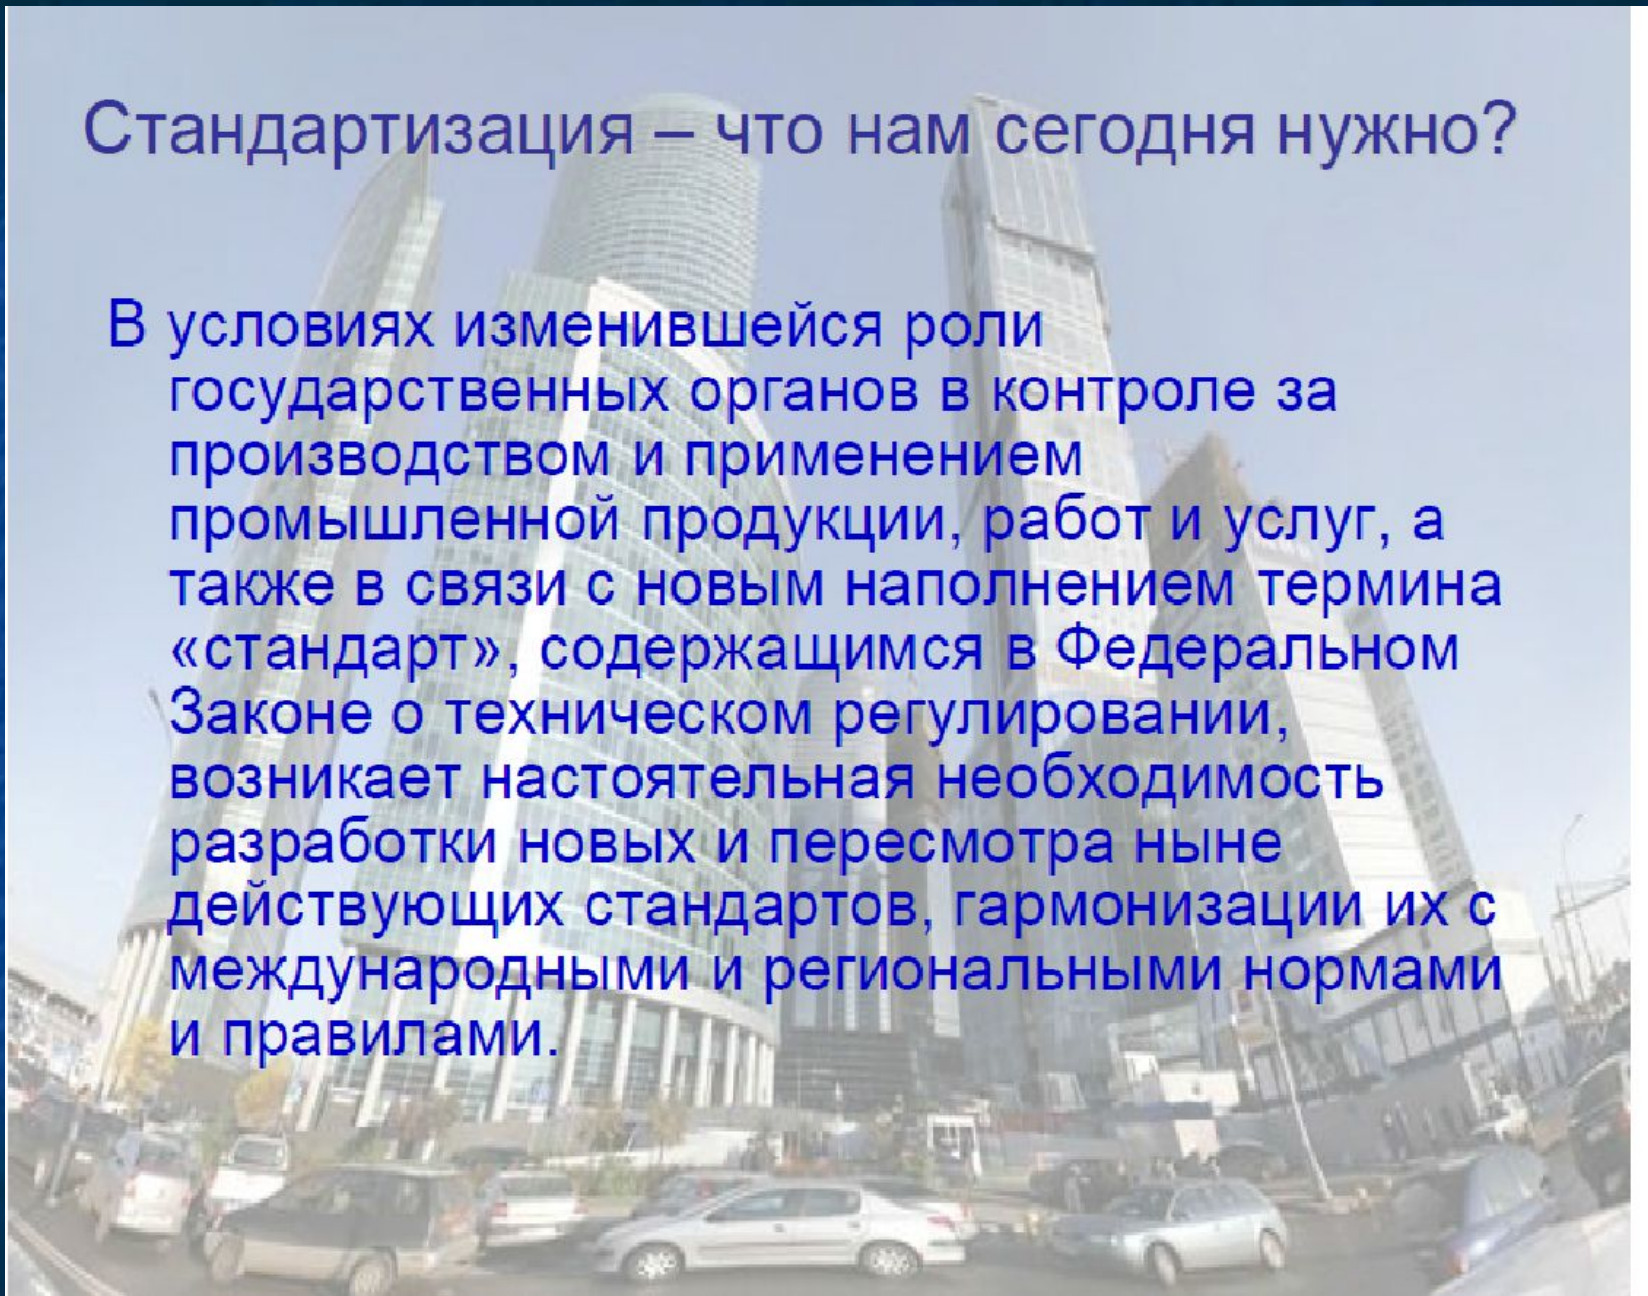 Стандартизация – что нам сегодня нужно?
В условиях изменившейся роли
государственных органов в контроле за
производством и применением
промышленной продукции, работ и услуг, а
также в связи с новым наполнением термина
«стандарт», содержащимся в Федеральном
Законе о техническом регулировании,
возникает настоятельная необходимость
разработки новых и пересмотра ныне
действующих стандартов, гармонизации их с
международными и региональными нормами
и правилами.